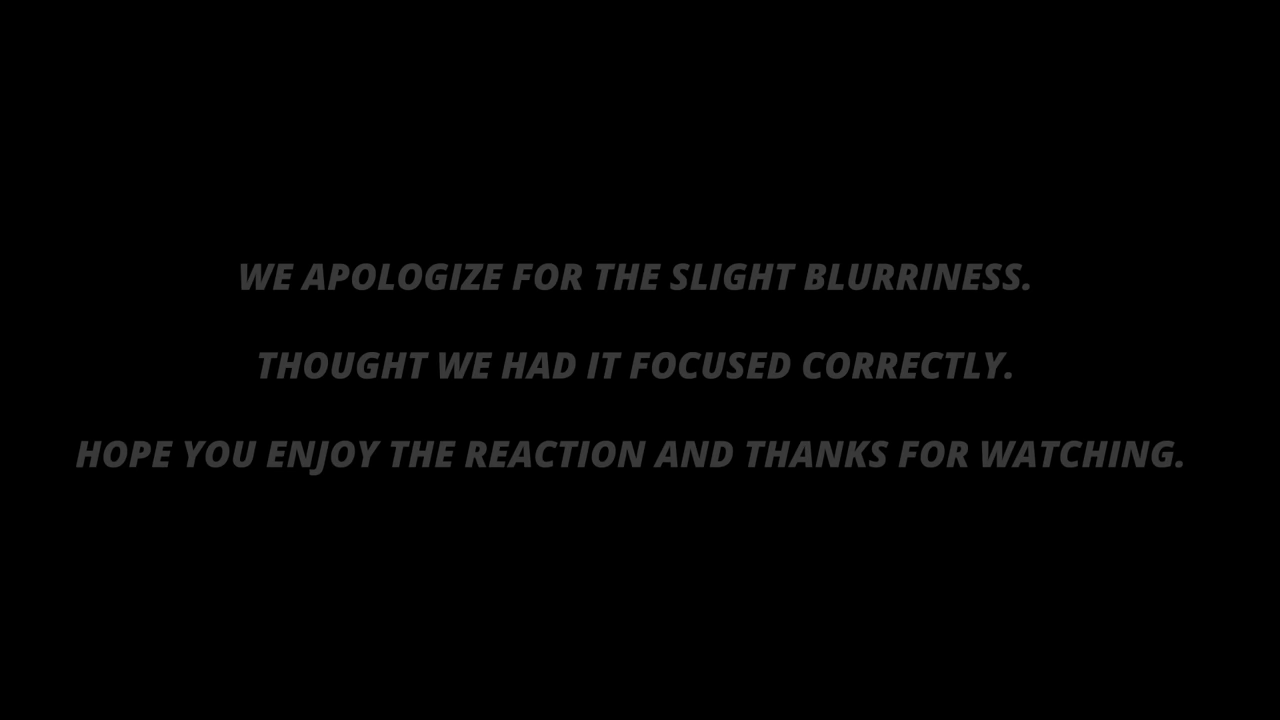 WE APOLOGIZE FOR THE SLIGHT BLURRINESS.
THOUGHT WE HAD IT FOCUSED CORRECTLY.
HOPE YOU ENJOY THE REACTION AND THANKS FOR WATCHING.